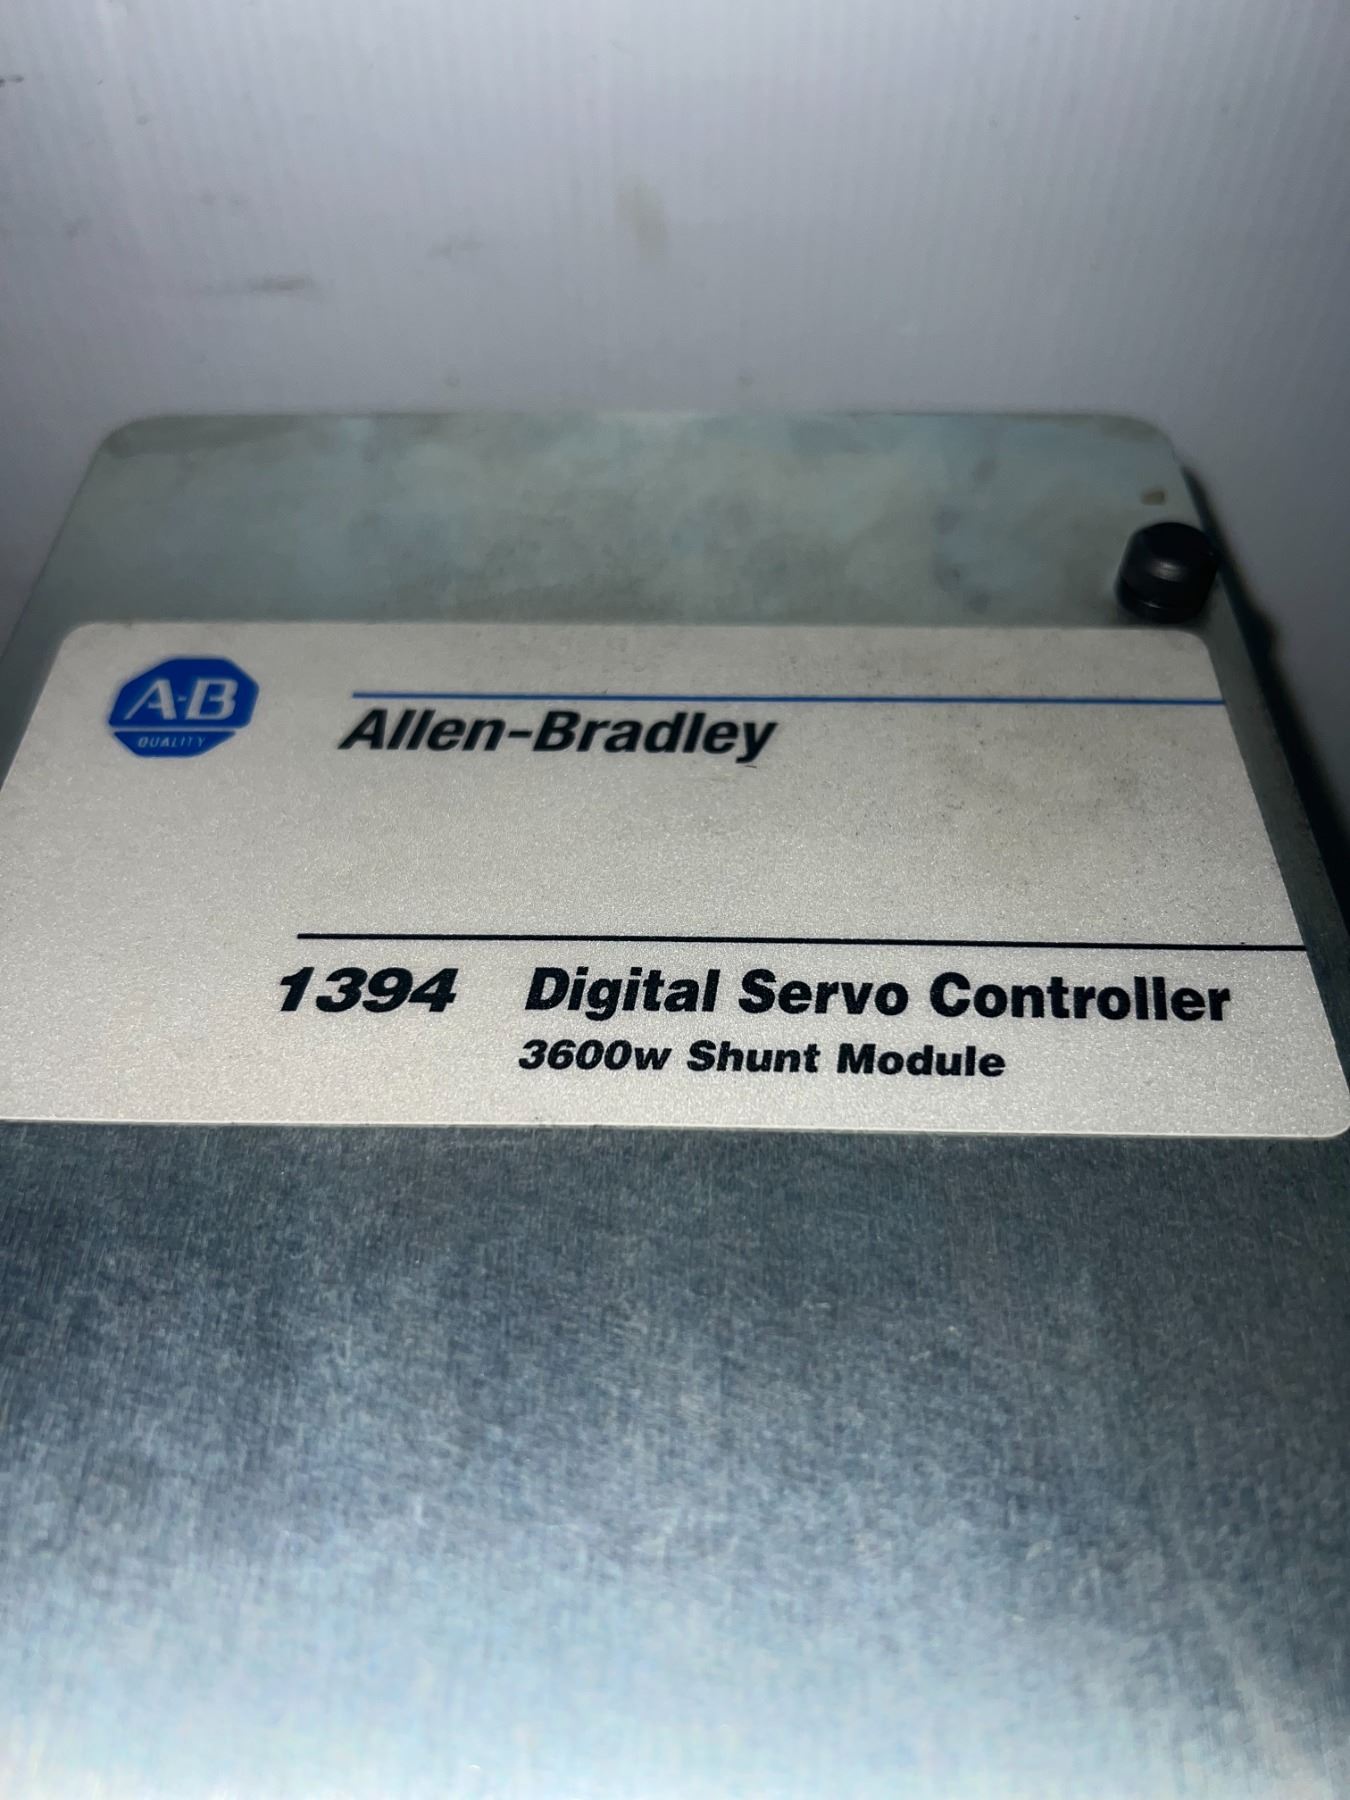 A-B
QUALITY
Allen-Bradley
1394 Digital Servo Controller
3600w Shunt Module